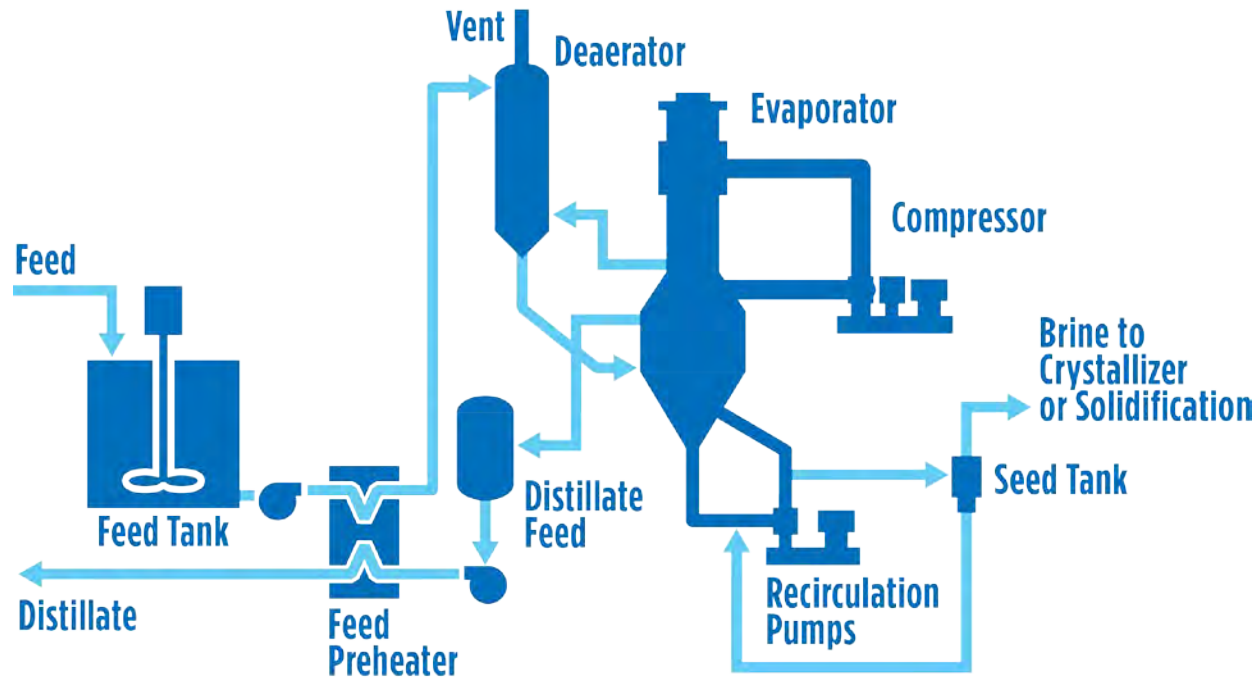 Vent
Deaerator
Evaporator
Compressor
Feed
Brine to
Crystallizer
or Solidification
Seed Tank
Feed Tank
Distillate
Feed
Recirculation
Pumps
Distillate
Feed
Preheater